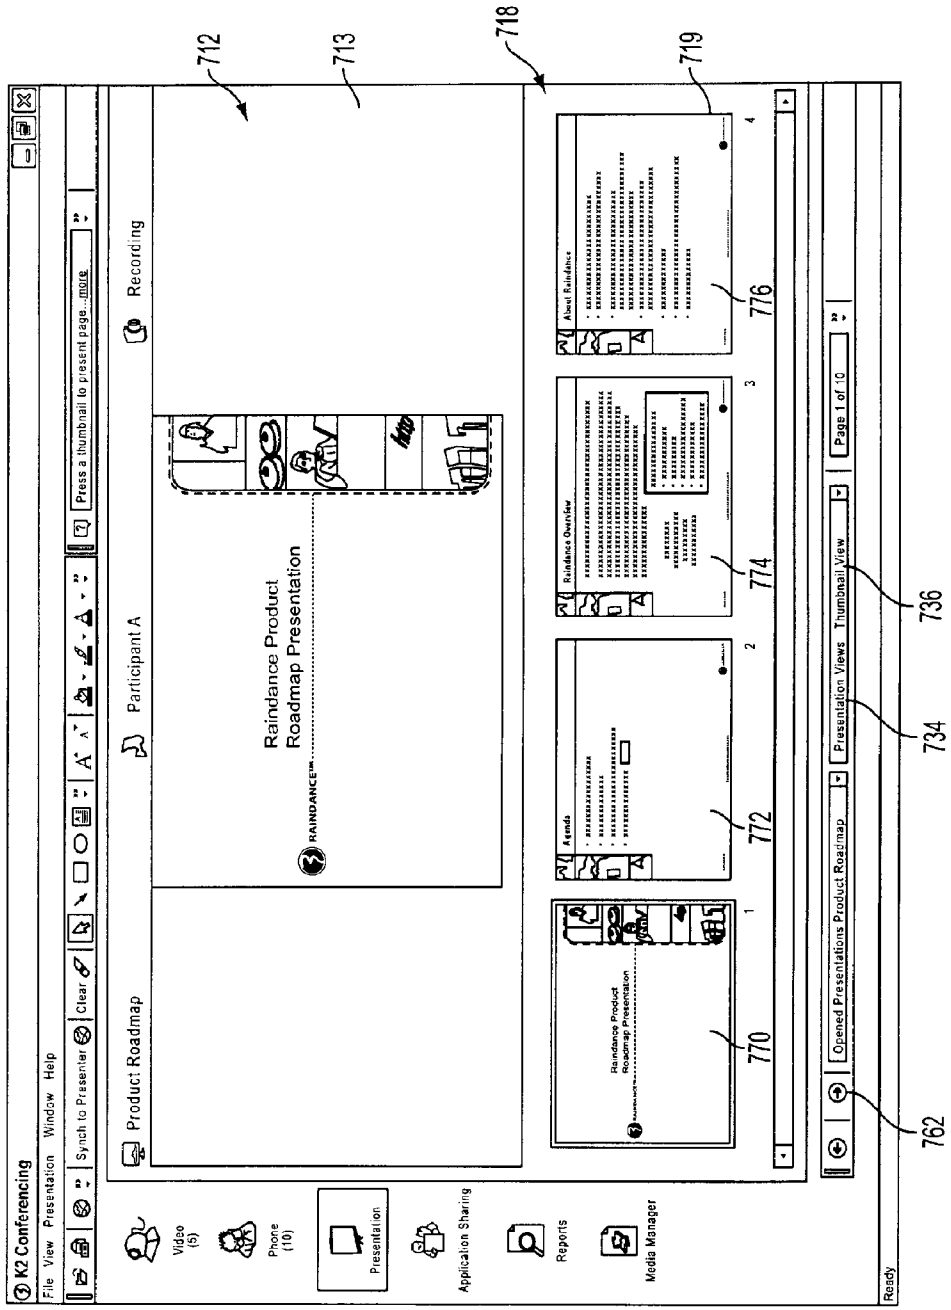 K2 Conferencing
File View Presentation Window Help
Synch to Presenter Clear
Press a thumbnail to present page...more
Video
(5)
Phone
(10)
Presentation
Application Sharing
Reports
Media Manager
Product Roadmap
Participant A
Recording
712
713
718
719
Raindance Product
Roadmap Presentation
RAINDANCE™
http
Raindance Product
Roadmap Presentation
RAINDANCE™
770
1
Agenda
772
2
Raindance Overview
774
3
About Raindance
776
4
Opened Presentations Product Roadmap
Presentation Views Thumbnail View
Page 1 of 10
762
734
736
Ready